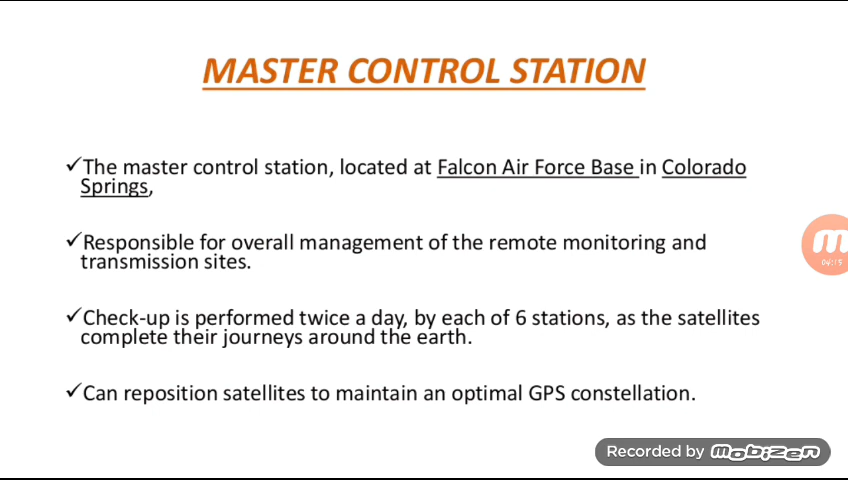 MASTER CONTROL STATION
✓The master control station, located at Falcon Air Force Base in Colorado
Springs,
✓Responsible for overall management of the remote monitoring and
transmission sites.
✓Check-up is performed twice a day, by each of 6 stations, as the satellites
complete their journeys around the earth.
✓Can reposition satellites to maintain an optimal GPS constellation.
m
04:15
Recorded by mobizen